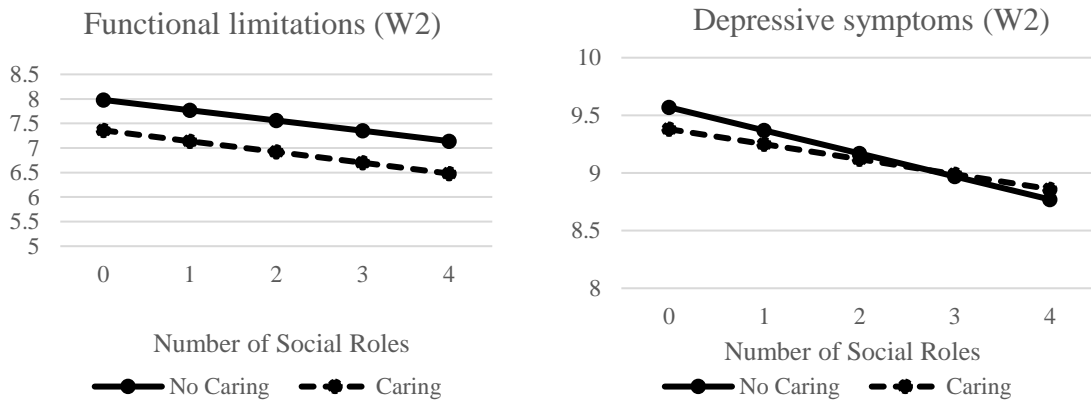 Functional limitations (W2)
8.5
8
7.5
7
6.5
6
5.5
5
0 1 2 3 4
Number of Social Roles
No Caring Caring
Depressive symptoms (W2)
10
9.5
9
8.5
8
0 1 2 3 4
Number of Social Roles
No Caring Caring